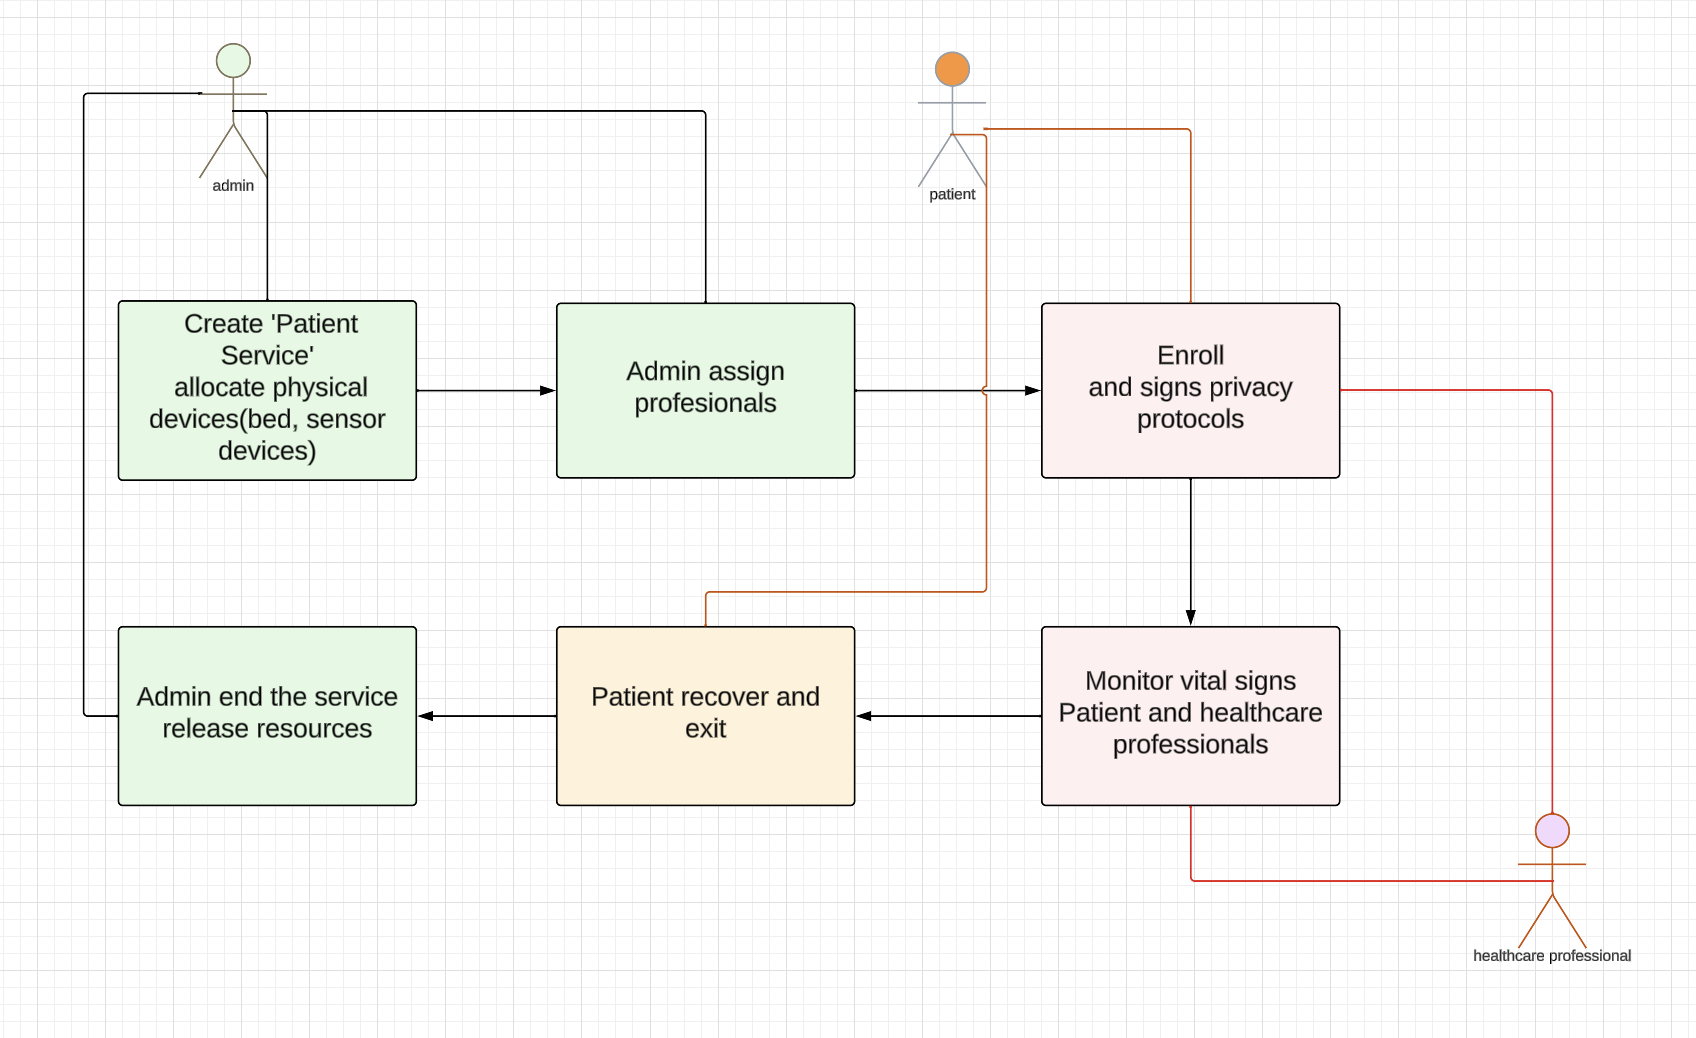 admin
patient
Create 'Patient
Service'
allocate physical
devices(bed, sensor
devices)
Admin assign
profesionals
Enroll
and signs privacy
protocols
Admin end the service
release resources
Patient recover and
exit
Monitor vital signs
Patient and healthcare
professionals
healthcare professional